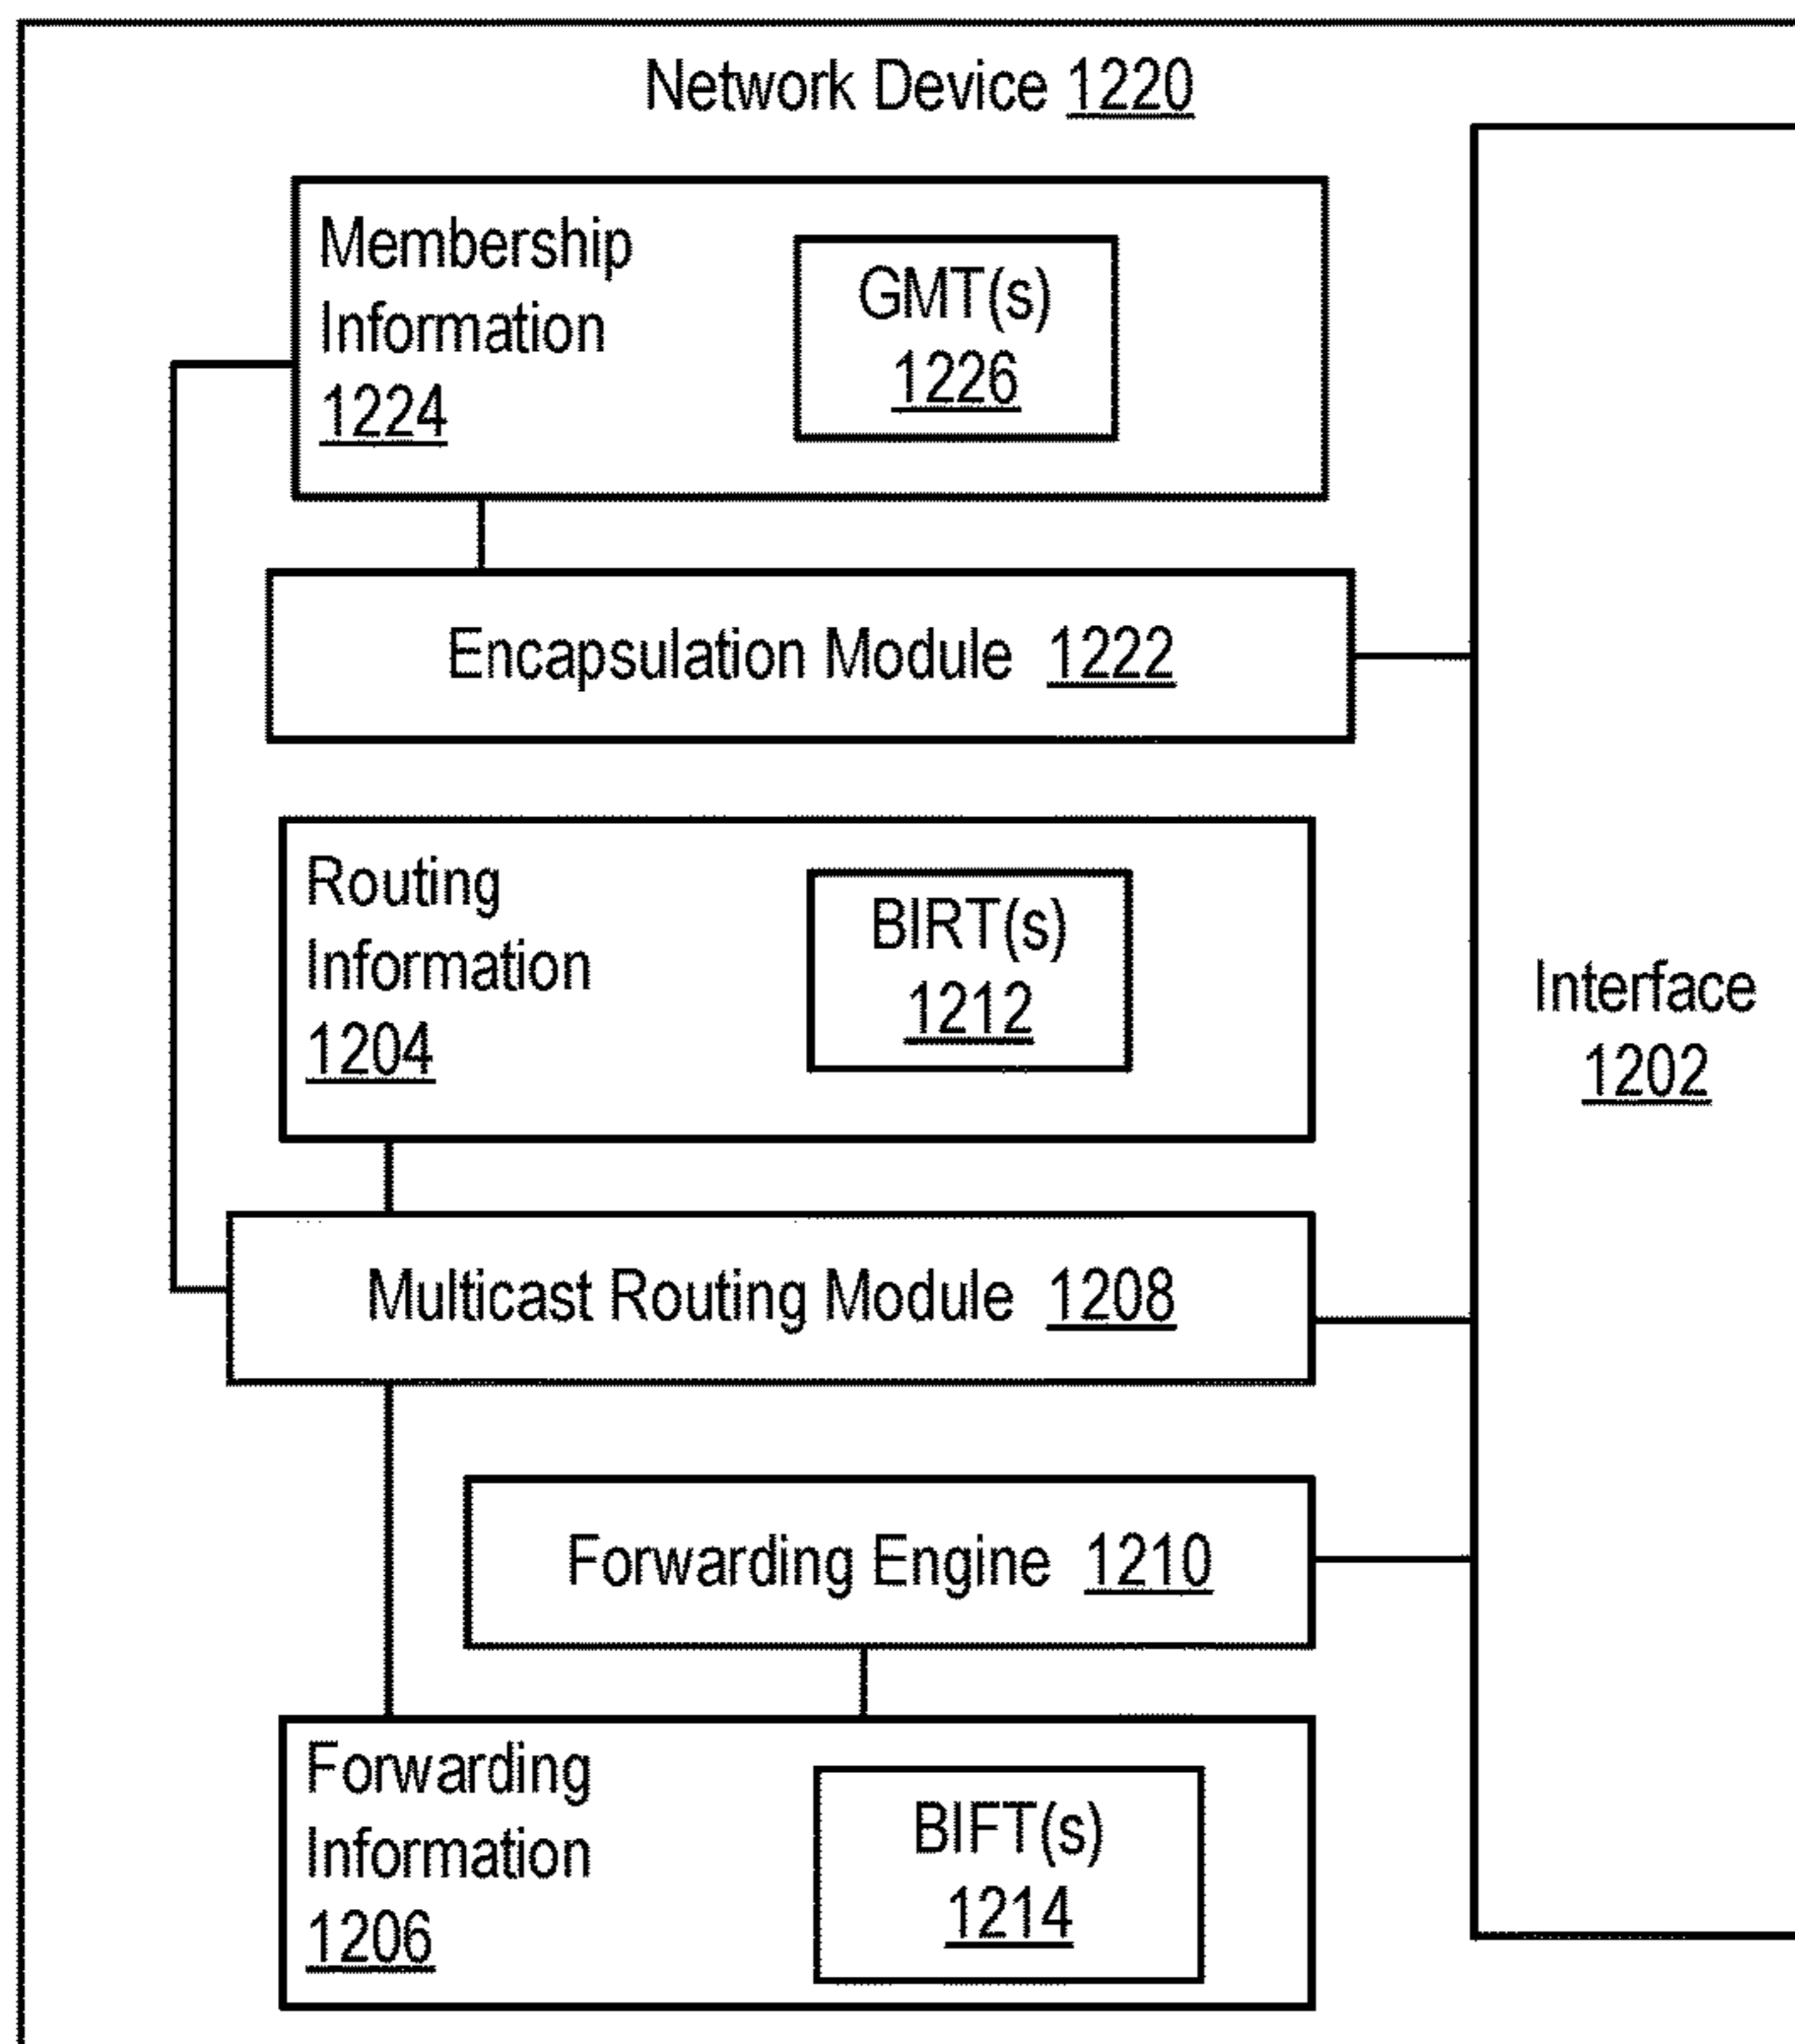 Network Device 1220
Membership
Information
1224
GMT(s)
1226
Encapsulation Module 1222
Routing
Information
1204
BIRT(s)
1212
Interface
1202
Multicast Routing Module 1208
Forwarding Engine 1210
Forwarding
Information
1206
BIFT(s)
1214